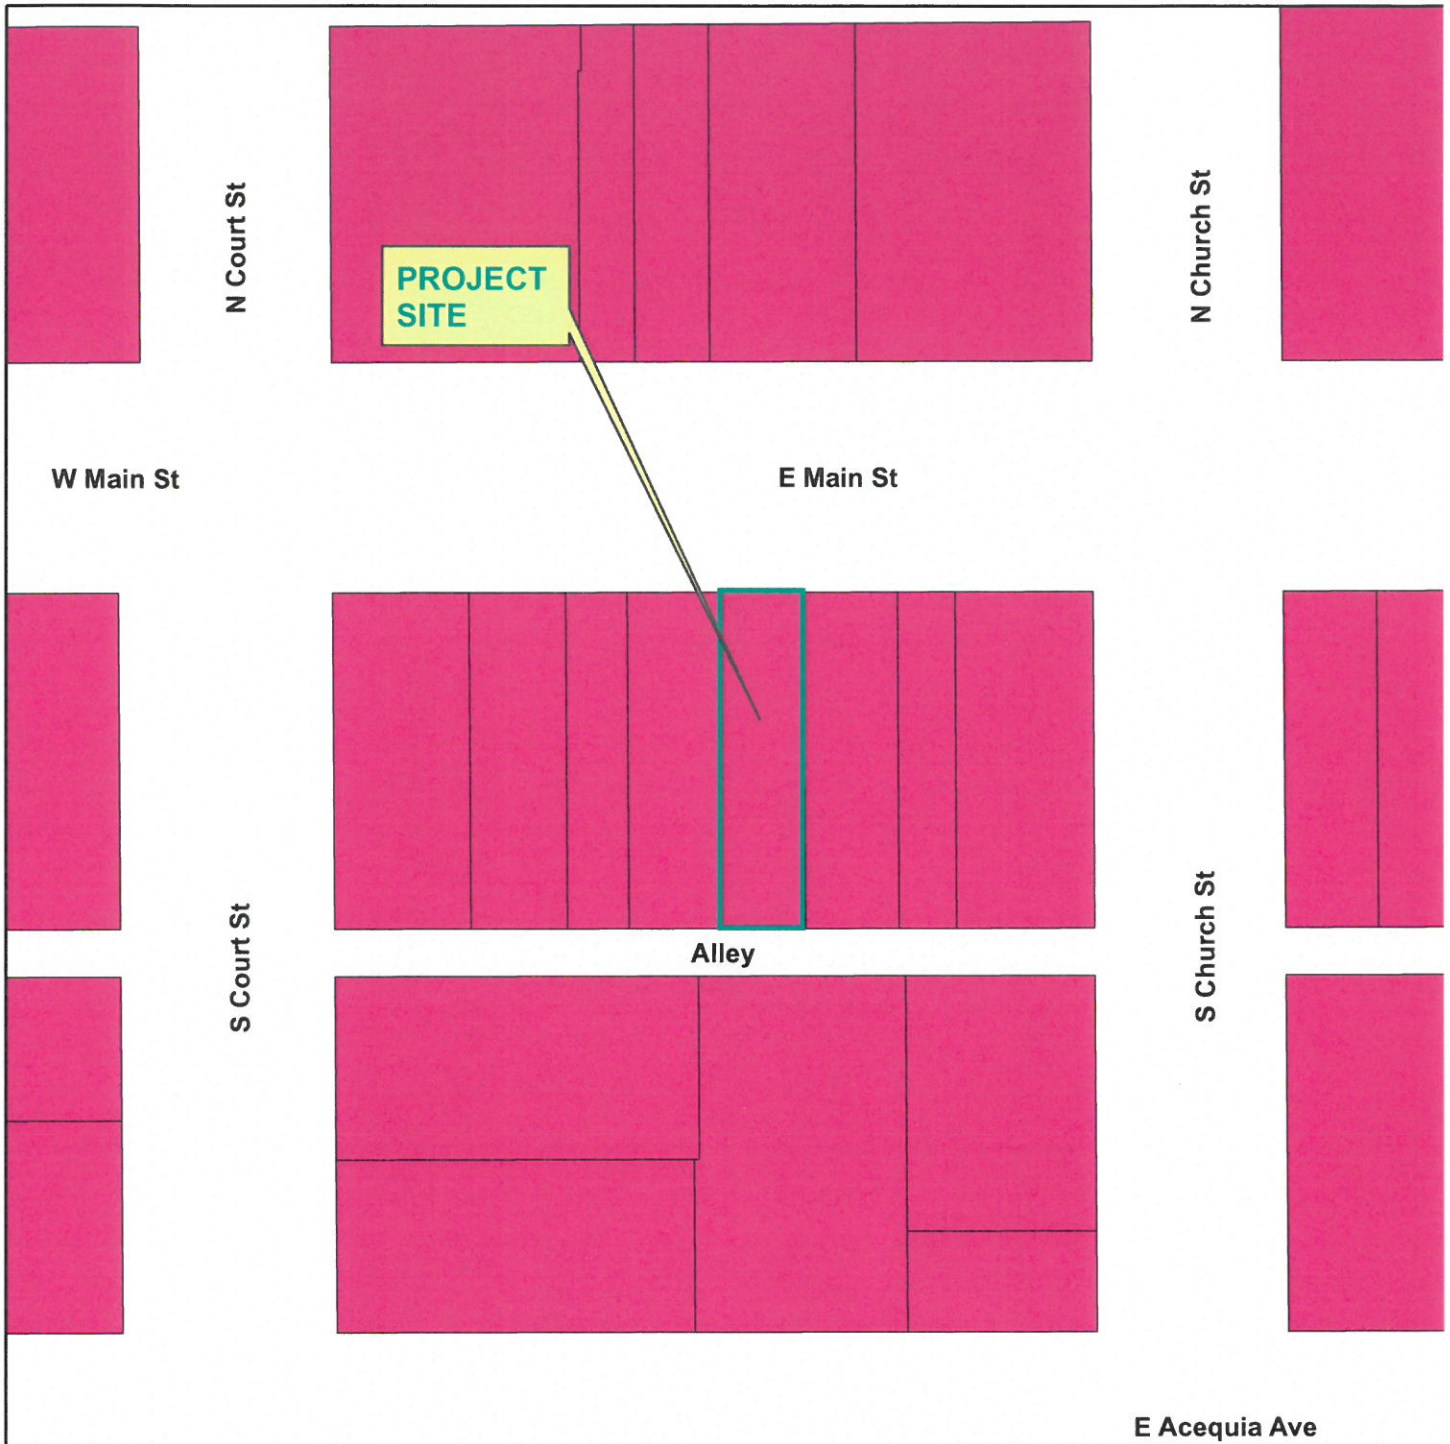 N Court St
N Church St
PROJECT
SITE
W Main St
E Main St
S Court St
S Church St
Alley
E Acequia Ave